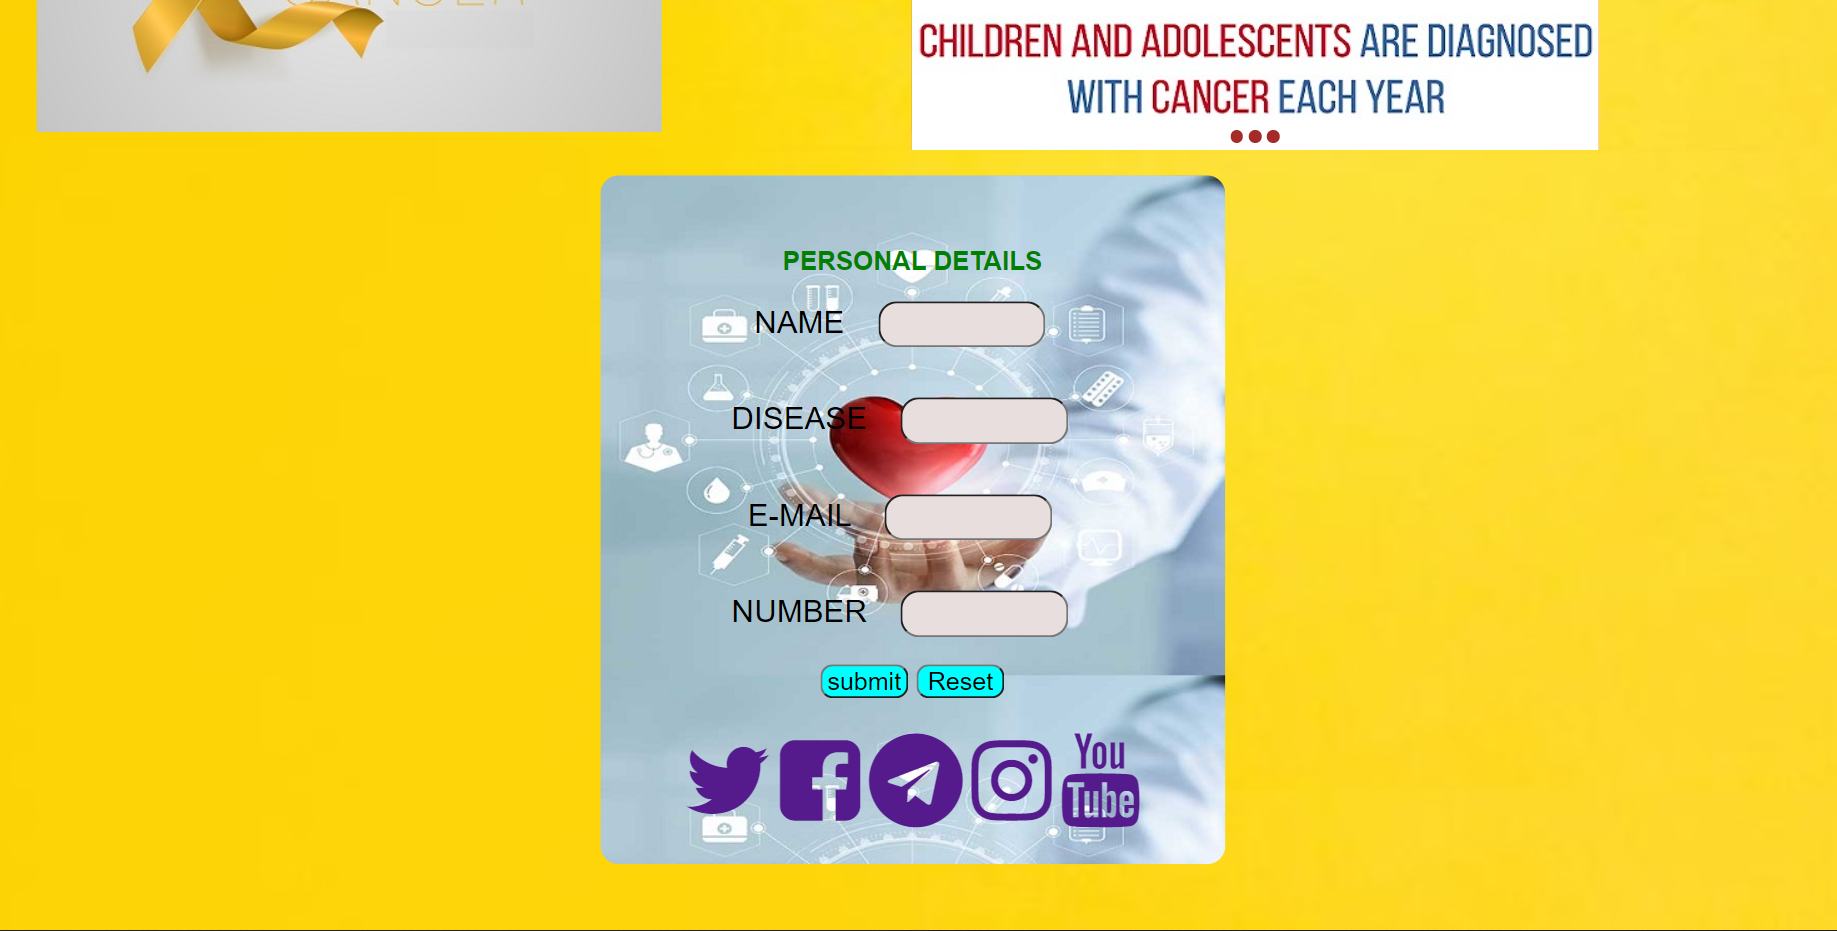 CANCER
CHILDREN AND ADOLESCENTS ARE DIAGNOSED
WITH CANCER EACH YEAR
PERSONAL DETAILS
NAME
DISEASE
E-MAIL
NUMBER
submit Reset
You
Tube